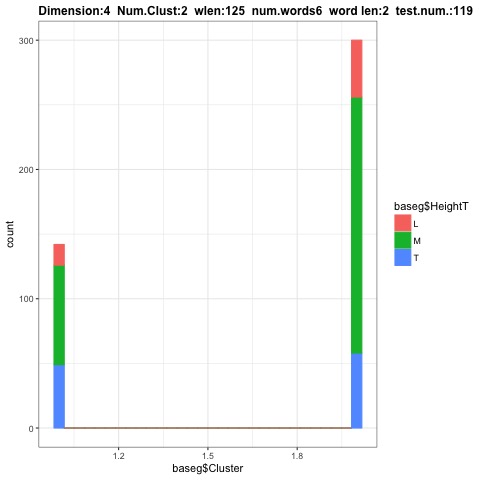 Dimension:4 Num.Clust:2 wlen:125 num.words6 word len:2 test.num.:119
300
200
100
0
count
1.2 1.5 1.8
baseg$Cluster
baseg$HeightT
L
M
T